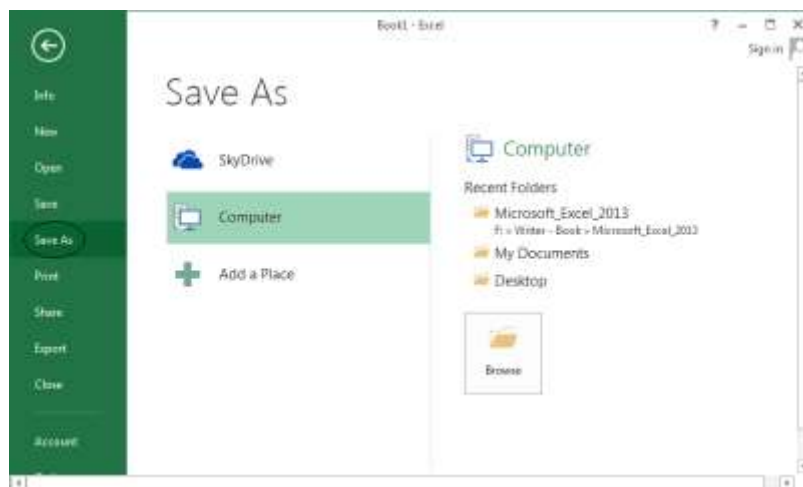 Book1 - Excel
?
Sign in
Info
New
Open
Save
Save As
Print
Share
Export
Close
Account
Save As
SkyDrive
Computer
Add a Place
Computer
Recent Folders
Microsoft_Excel_2013
F: » Writer - Book » Microsoft_Excel_2013
My Documents
Desktop
Browse